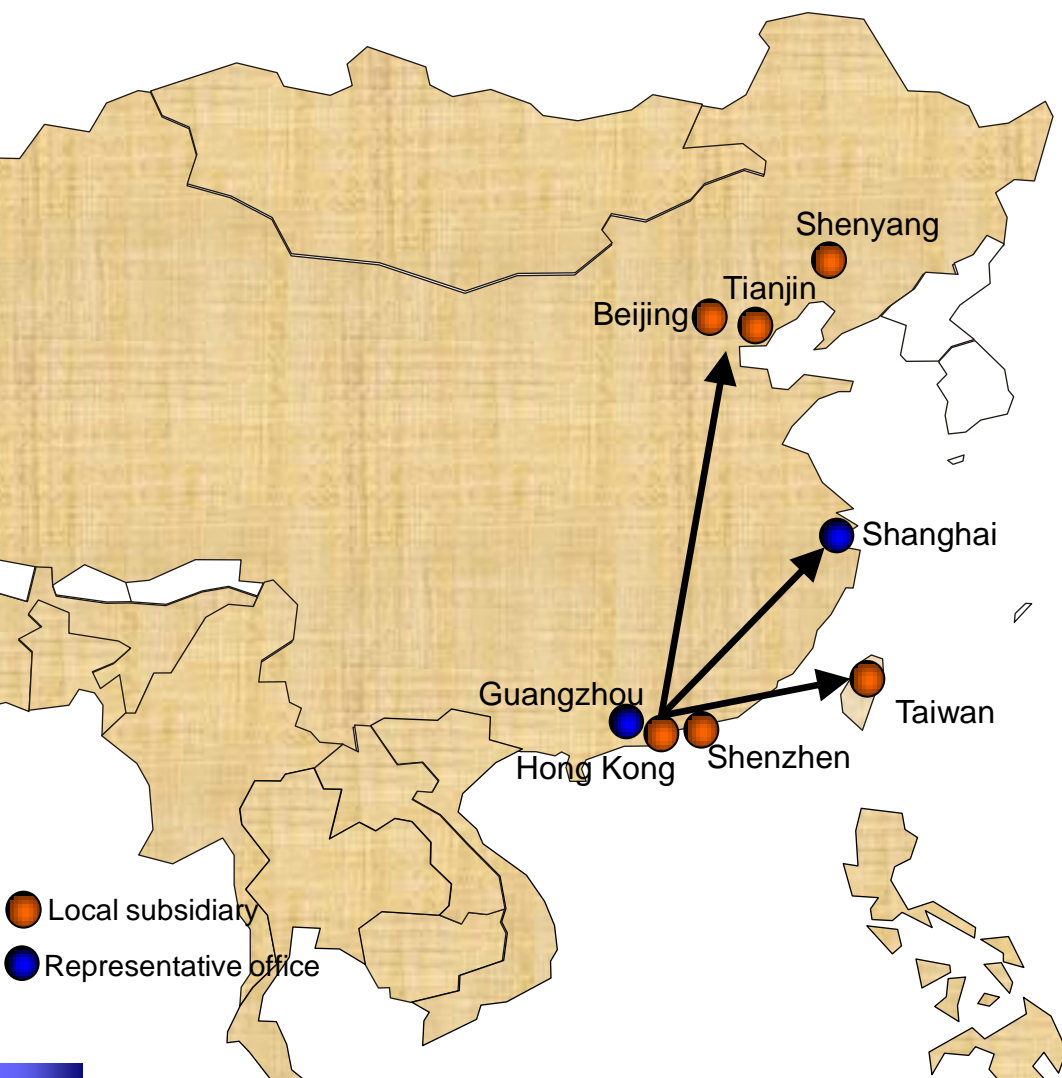 Shenyang
Tianjin
Beijing
Shanghai
Guangzhou
Taiwan
Shenzhen
Hong Kong
Local subsidiary
Representative office